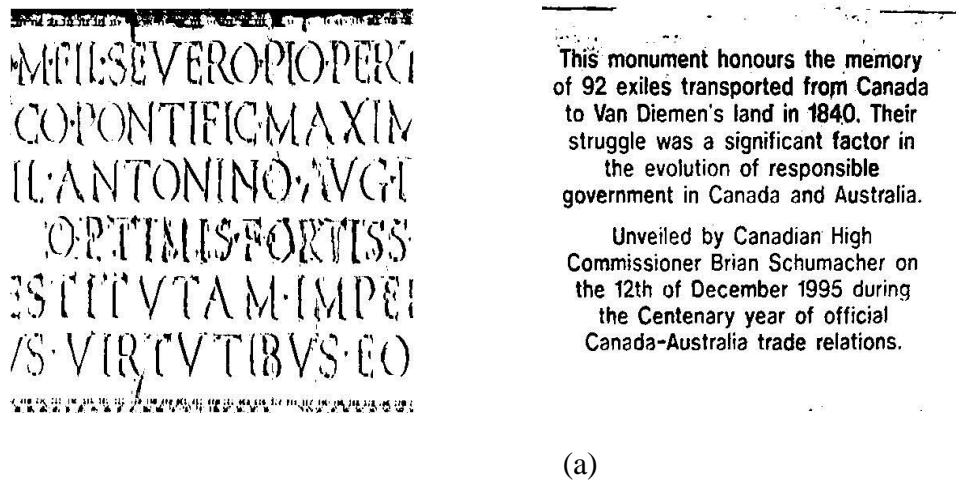 M·FIL·SEVERO·PIO·PERT
CO·PONTIFIC·MAXIM
IL·ANTONINO·AVG·
O·P·TIMIS·FORTISS·
ESTITVTAM·IMPE
VS·VIRTVTIBVS·EO
This monument honours the memory
of 92 exiles transported from Canada
to Van Diemen's land in 1840. Their
struggle was a significant factor in
the evolution of responsible
government in Canada and Australia.
Unveiled by Canadian High
Commissioner Brian Schumacher on
the 12th of December 1995 during
the Centenary year of official
Canada-Australia trade relations.
(a)